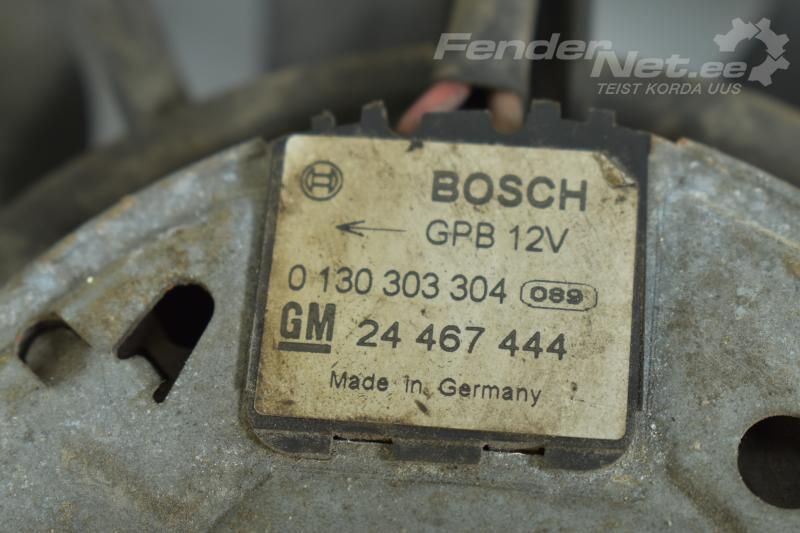 FenderNet.ee
TEIST KORDA UUS
BOSCH
GPB 12V
0 130 303 304 089
GM 24 467 444
Made in Germany